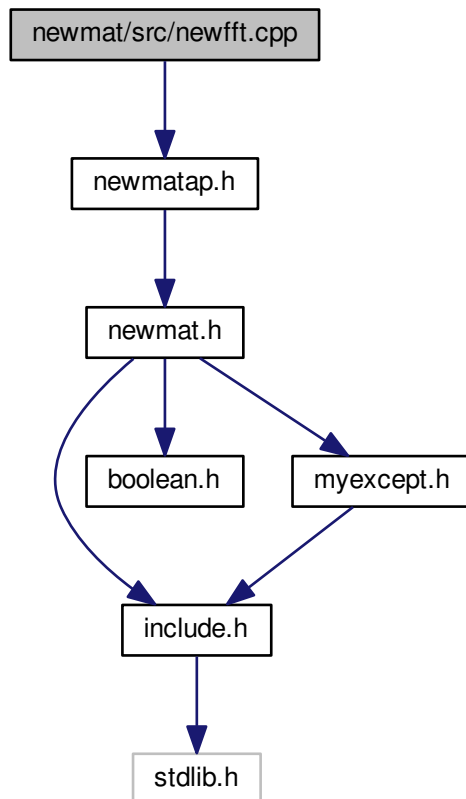 newmat/src/newfft.cpp
newmatap.h
newmat.h
boolean.h
myexcept.h
include.h
stdlib.h